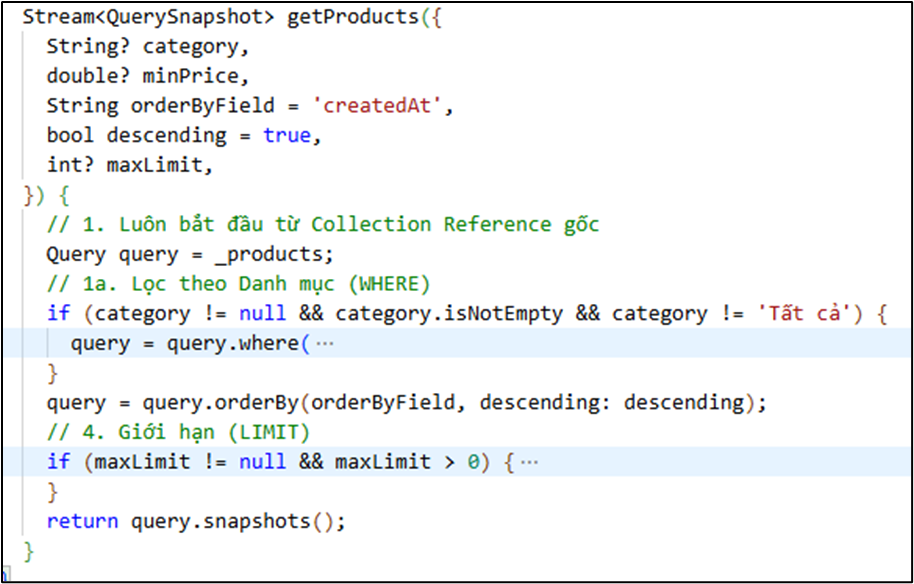 Stream<QuerySnapshot> getProducts({
  String? category,
  double? minPrice,
  String orderByField = 'createdAt',
  bool descending = true,
  int? maxLimit,
}) {
  // 1. Luôn bắt đầu từ Collection Reference gốc
  Query query = _products;
  // 1a. Lọc theo Danh mục (WHERE)
  if (category != null && category.isNotEmpty && category != 'Tất cả') {
    query = query.where( ⋯
  }
  query = query.orderBy(orderByField, descending: descending);
  // 4. Giới hạn (LIMIT)
  if (maxLimit != null && maxLimit > 0) { ⋯
  }
  return query.snapshots();
}